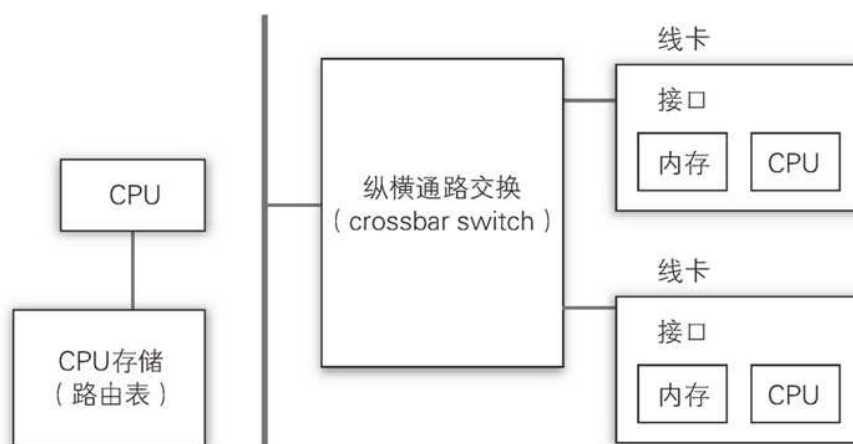 CPU
CPU存储
（路由表）
纵横通路交换
（crossbar switch）
线卡
接口
内存
CPU
线卡
接口
内存
CPU